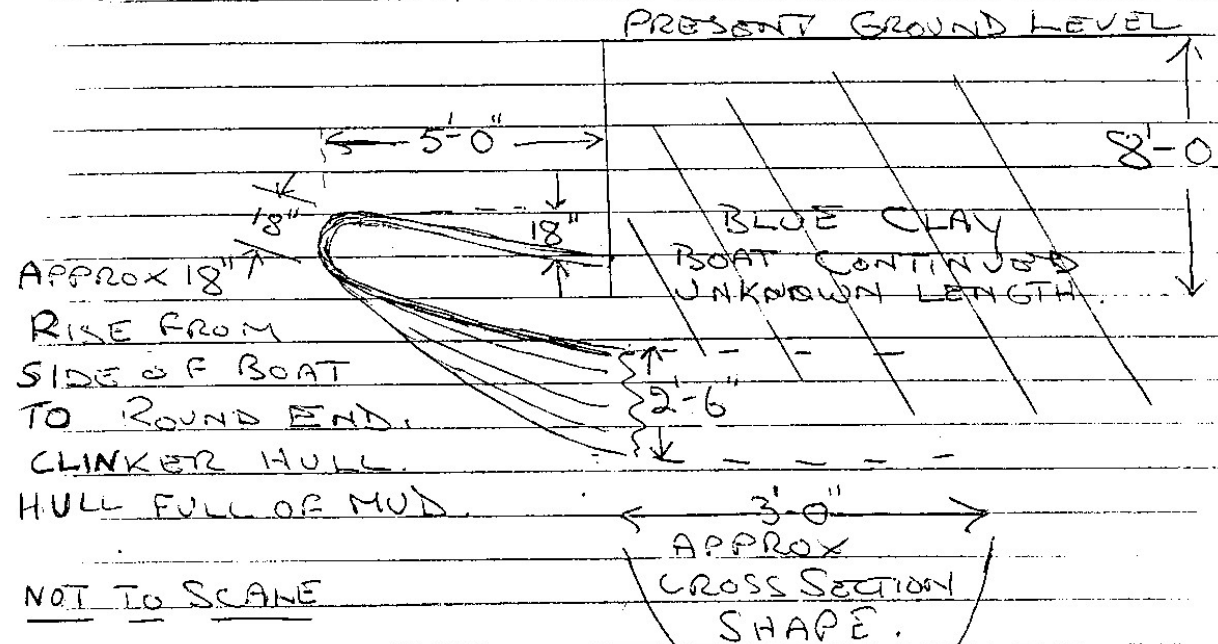 PRESENT GROUND LEVEL
5'-0"
8'-0
18"
18"
BLUE CLAY
BOAT CONTINUED
UNKNOWN LENGTH.
APPROX 18"
RISE FROM
SIDE OF BOAT
TO ROUND END.
CLINKER HULL.
HULL FULL OF MUD.
2'-6"
3'-0"
APPROX
CROSS SECTION
SHAPE.
NOT TO SCALE